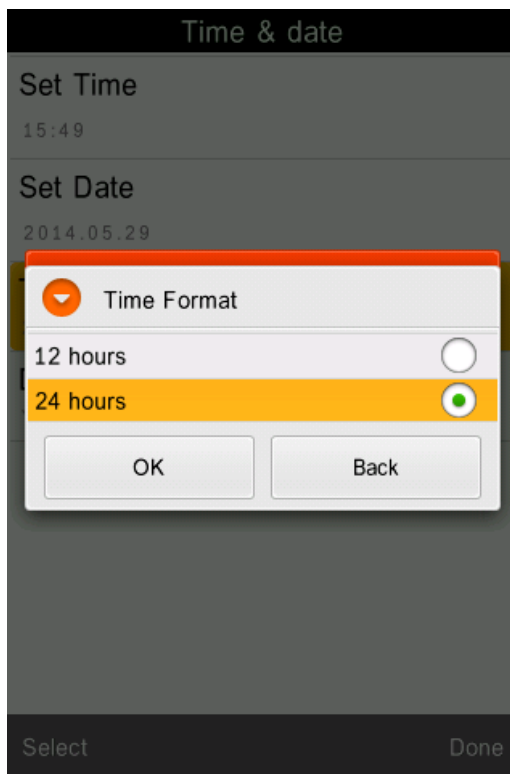 Time & date
Set Time
15:49
Set Date
2014.05.29
Time Format
12 hours
24 hours
OK
Back
Select
Done